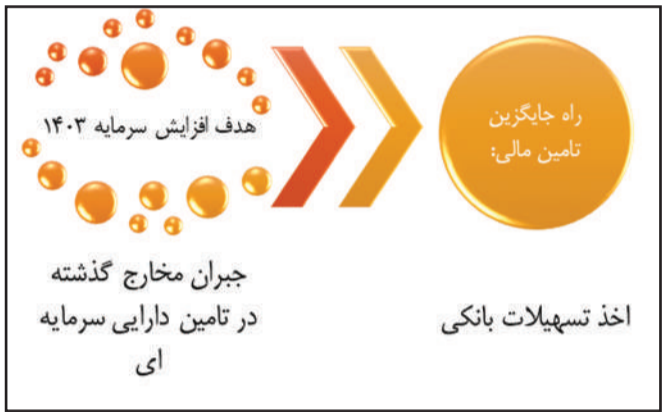 هدف افزایش سرمایه ۱۴۰۳
جبران مخارج گذشته
در تامین دارایی سرمایه
ای
راه جایگزین
تامین مالی:
اخذ تسهیلات بانکی